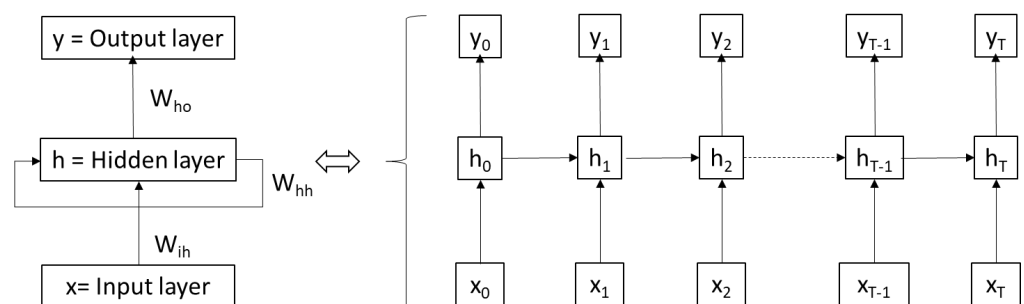 y = Output layer
W_ho
h = Hidden layer
W_hh
W_ih
x= Input layer
y_0 y_1 y_2 y_T-1 y_T
h_0 h_1 h_2 h_T-1 h_T
x_0 x_1 x_2 x_T-1 x_T